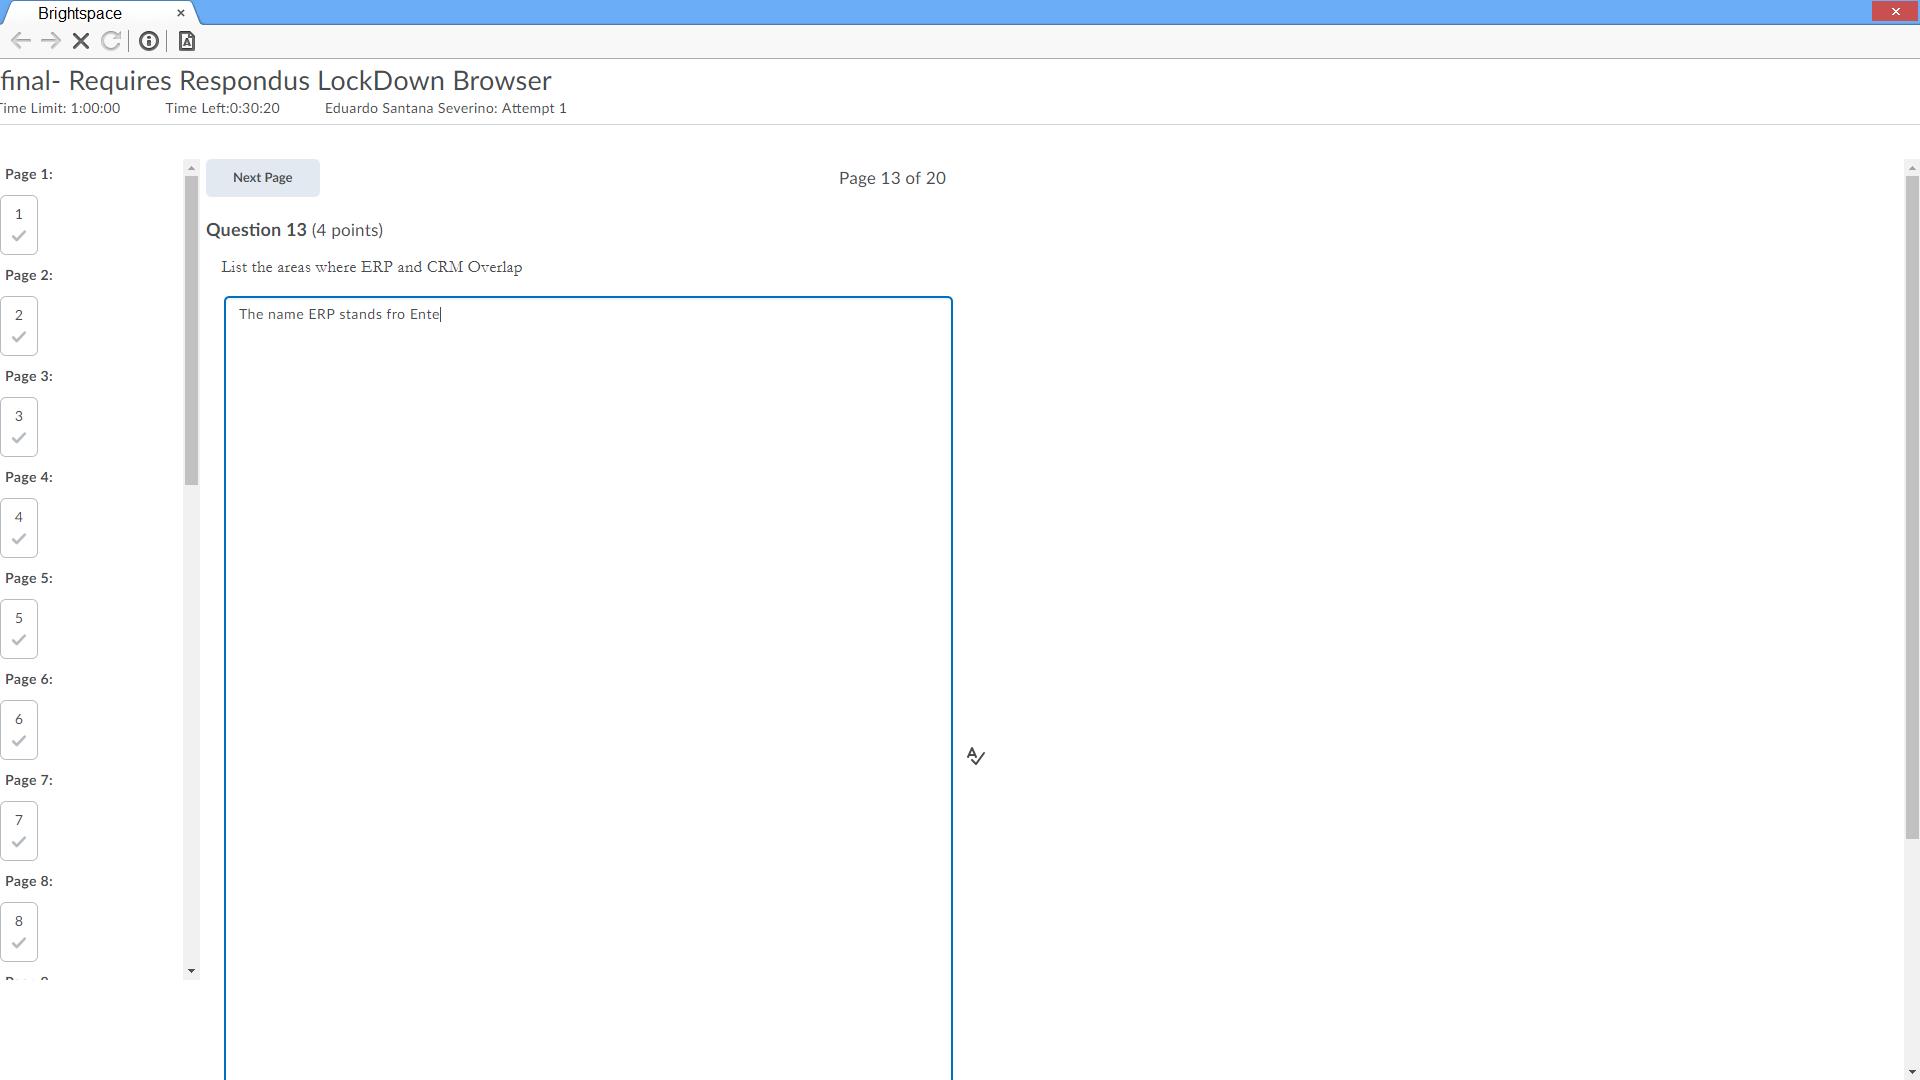 Brightspace
final- Requires Respondus LockDown Browser
Time Limit: 1:00:00 Time Left:0:30:20 Eduardo Santana Severino: Attempt 1
Page 1:
1
Page 2:
2
Page 3:
3
Page 4:
4
Page 5:
5
Page 6:
6
Page 7:
7
Page 8:
8
Next Page
Page 13 of 20
Question 13 (4 points)
List the areas where ERP and CRM Overlap
The name ERP stands fro Ente